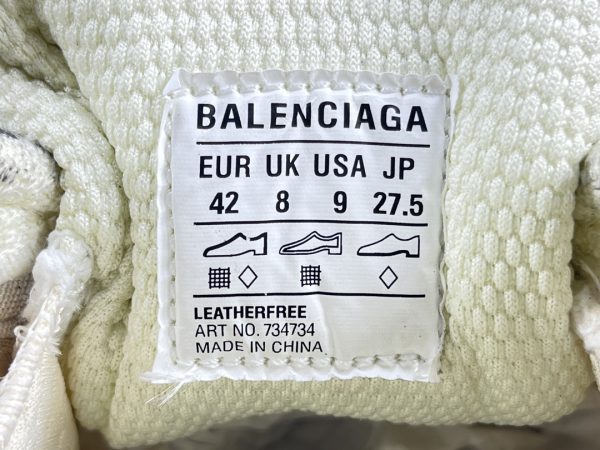 BALENCIAGA
EUR UK USA JP
42 8 9 27.5
LEATHERFREE
ART NO. 734734
MADE IN CHINA